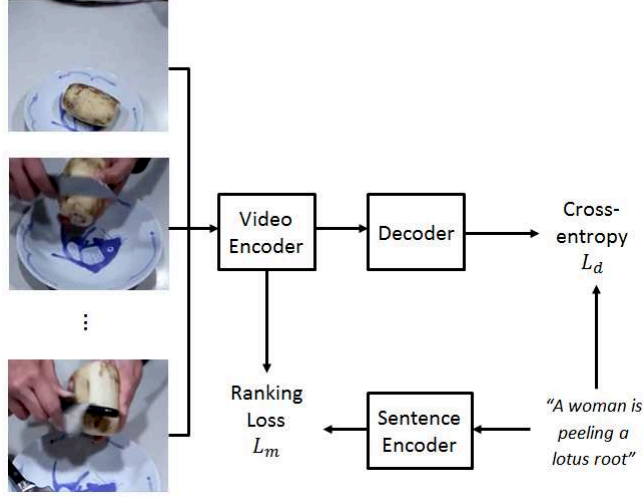 Video
Encoder
Decoder
Cross-
entropy
L_d
Ranking
Loss
L_m
Sentence
Encoder
“A woman is
peeling a
lotus root”